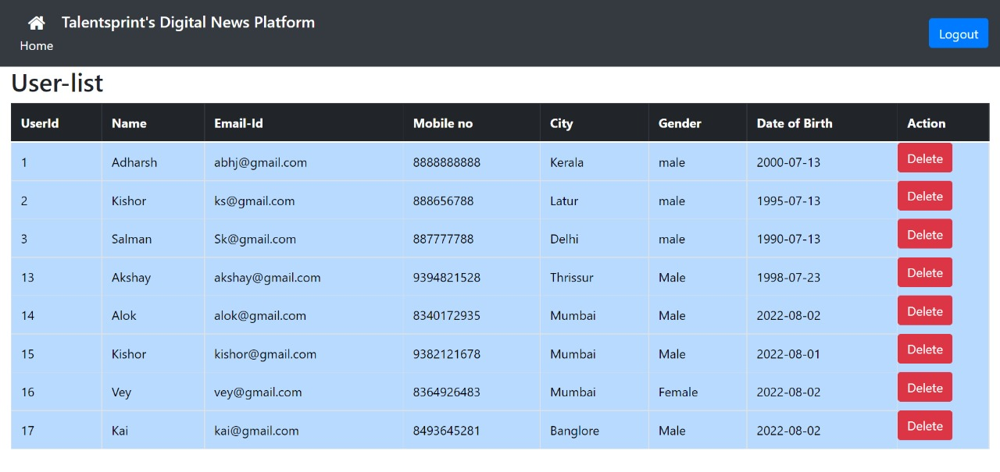 Talentsprint's Digital News Platform
Home
Logout
User-list
UserId Name Email-Id Mobile no City Gender Date of Birth Action
1 Adharsh abhj@gmail.com 8888888888 Kerala male 2000-07-13 Delete
2 Kishor ks@gmail.com 888656788 Latur male 1995-07-13 Delete
3 Salman Sk@gmail.com 887777788 Delhi male 1990-07-13 Delete
13 Akshay akshay@gmail.com 9394821528 Thrissur Male 1998-07-23 Delete
14 Alok alok@gmail.com 8340172935 Mumbai Male 2022-08-02 Delete
15 Kishor kishor@gmail.com 9382121678 Mumbai Male 2022-08-01 Delete
16 Vey vey@gmail.com 8364926483 Mumbai Female 2022-08-02 Delete
17 Kai kai@gmail.com 8493645281 Banglore Male 2022-08-02 Delete